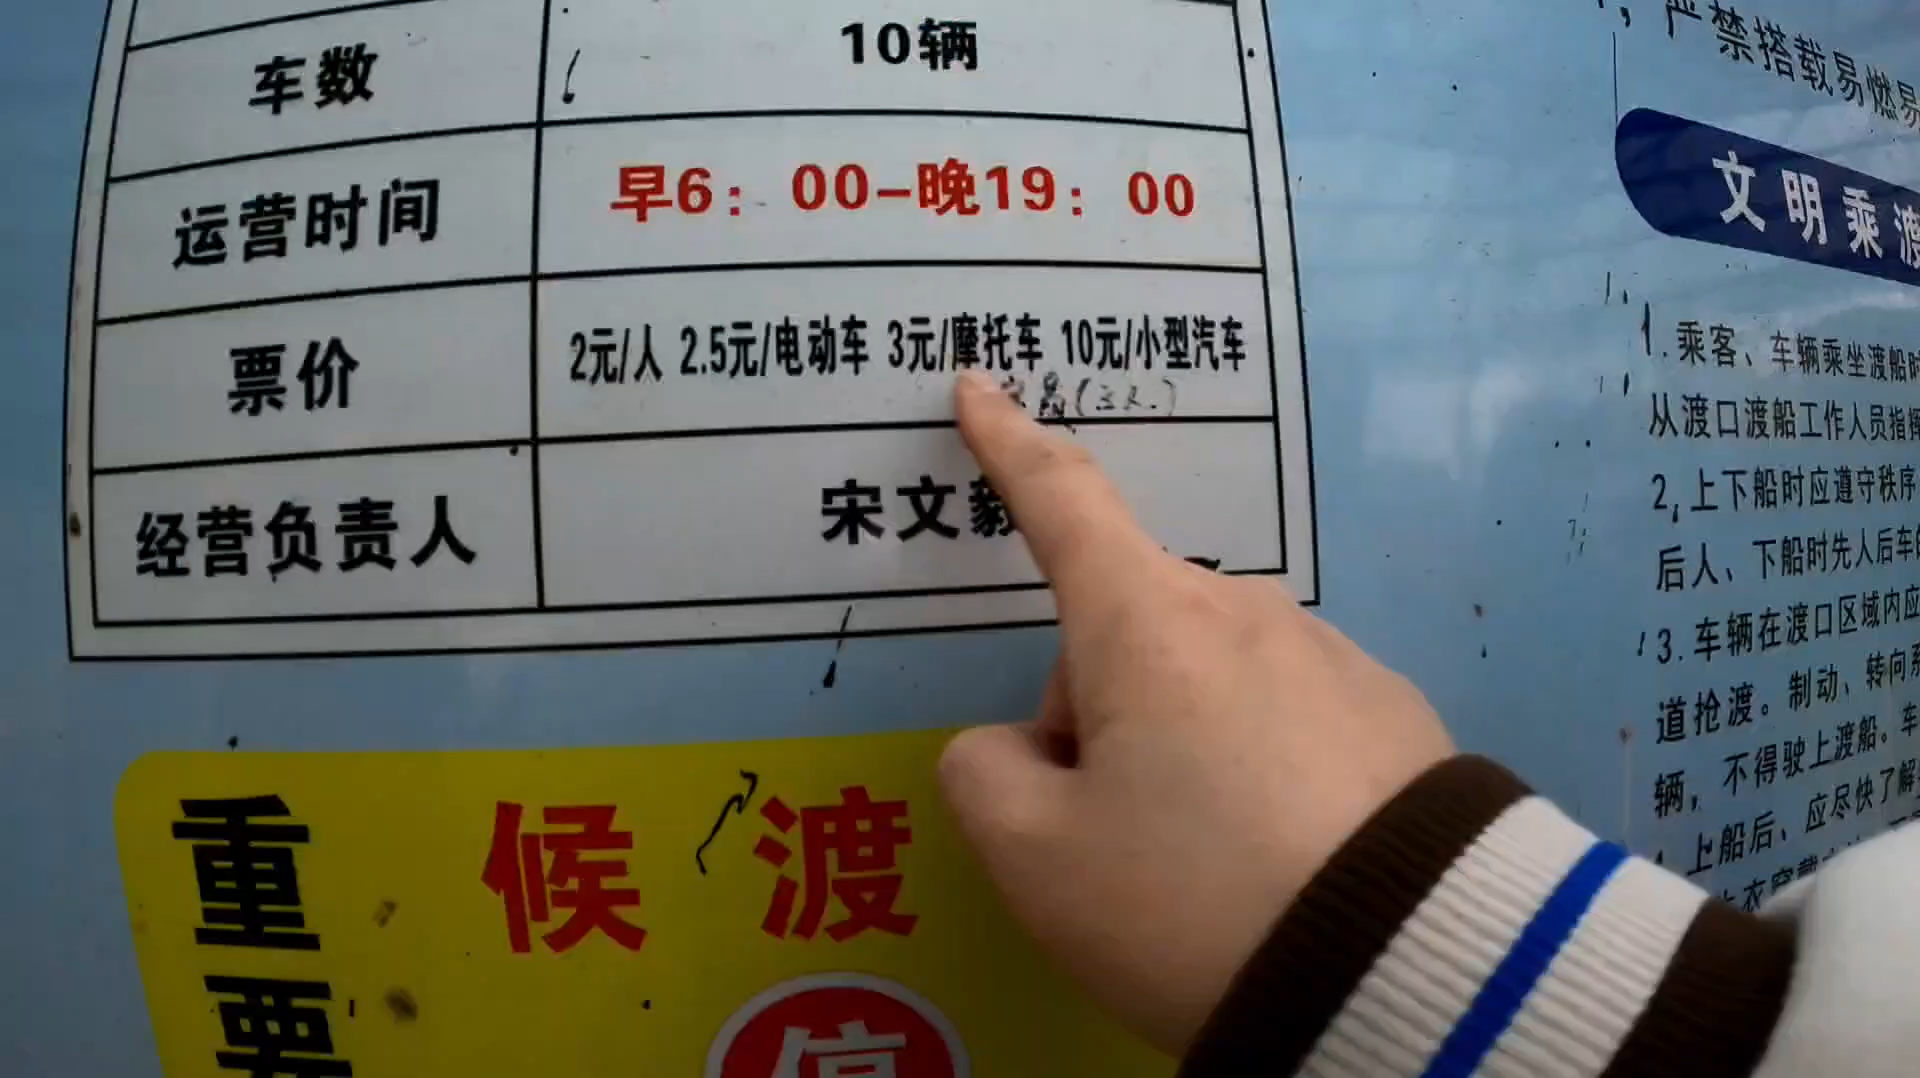 车数 10辆
运营时间 早6：00-晚19：00
票价 2元/人 2.5元/电动车 3元/摩托车 10元/小型汽车
经营负责人 宋文毅
重要
候渡
停
严禁搭载易燃易
文明乘渡
1.乘客、车辆乘坐渡船时
从渡口渡船工作人员指挥
2,上下船时应遵守秩序
后人、下船时先人后车的
3.车辆在渡口区域内应
道抢渡。制动、转向系
辆，不得驶上渡船。车
上船后、应尽快了解